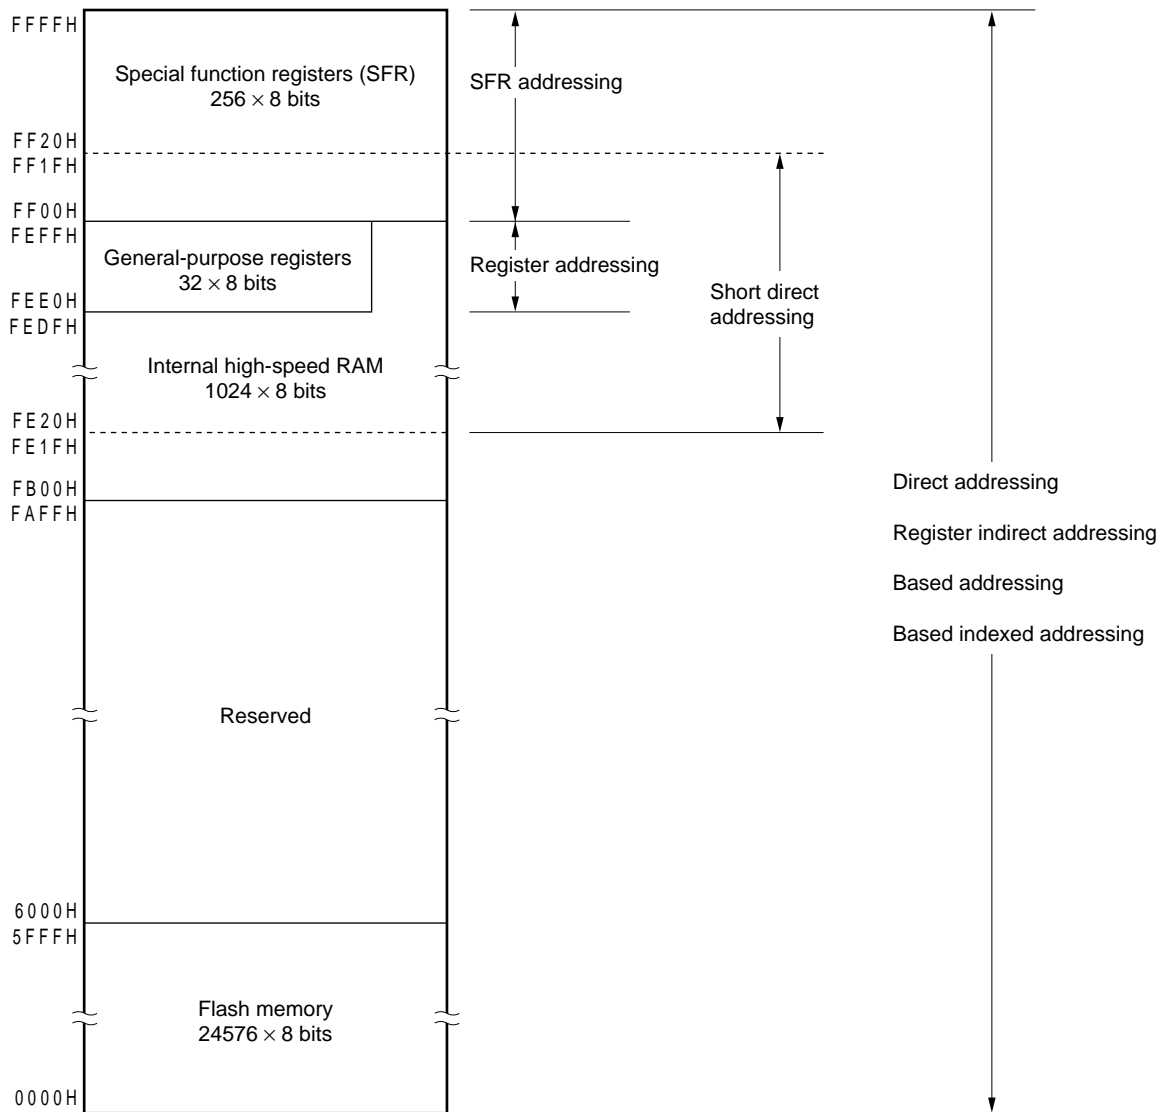 FFFFH
Special function registers (SFR)
256 × 8 bits
SFR addressing
FF20H
FF1FH
FF00H
FEFFH
General-purpose registers
32 × 8 bits
Register addressing
Short direct
addressing
FEE0H
FEDFH
Internal high-speed RAM
1024 × 8 bits
FE20H
FE1FH
FB00H
FAFFH
Direct addressing
Register indirect addressing
Based addressing
Based indexed addressing
Reserved
6000H
5FFFH
Flash memory
24576 × 8 bits
0000H